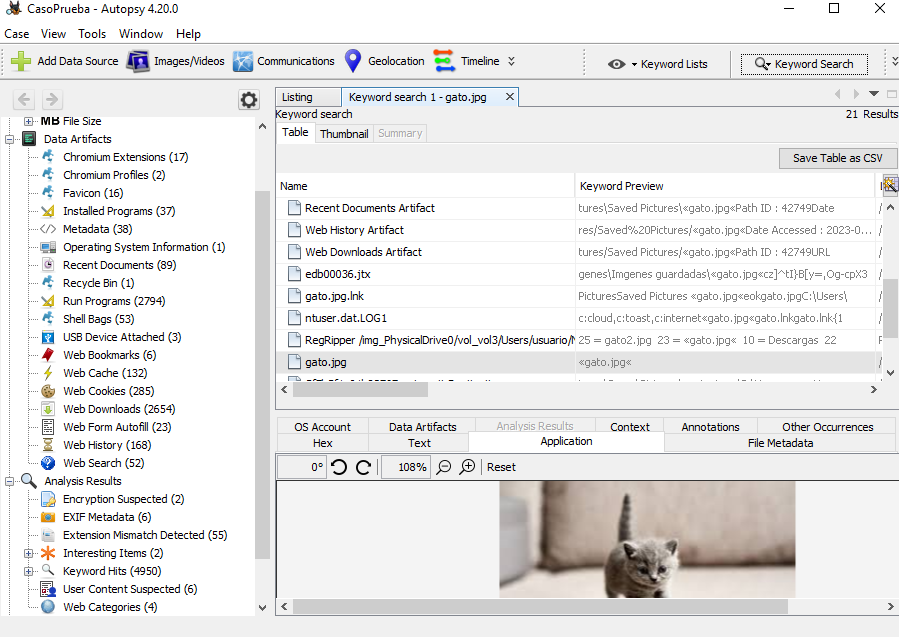 CasoPrueba - Autopsy 4.20.0
Case View Tools Window Help
Add Data Source Images/Videos Communications Geolocation Timeline Keyword Lists Keyword Search
Listing Keyword search 1 - gato.jpg
Keyword search 21 Results
Table Thumbnail Summary
Save Table as CSV
Name Keyword Preview
Recent Documents Artifact tures\Saved Pictures\«gato.jpg«Path ID : 42749Date
Web History Artifact res/Saved%20Pictures/«gato.jpg«Date Accessed : 2023-0...
Web Downloads Artifact tures/Saved Pictures/«gato.jpg«Path ID : 42749URL
edb00036.jtx genes\Imgenes guardadas\«gato.jpg«cz]^tI}B[y=,Og-cpX3
gato.jpg.lnk PicturesSaved Pictures «gato.jpg«eokgato.jpgC:\Users\
ntuser.dat.LOG1 c:cloud,c:toast,c:internet«gato.jpg«gato.lnkgato.lnk{1
RegRipper /img_PhysicalDrive0/vol_vol3/Users/usuario/ 25 = gato2.jpg 23 = «gato.jpg« 10 = Descargas 22
gato.jpg «gato.jpg«
MB File Size
Data Artifacts
Chromium Extensions (17)
Chromium Profiles (2)
Favicon (16)
Installed Programs (37)
Metadata (38)
Operating System Information (1)
Recent Documents (89)
Recycle Bin (1)
Run Programs (2794)
Shell Bags (53)
USB Device Attached (3)
Web Bookmarks (6)
Web Cache (132)
Web Cookies (285)
Web Downloads (2654)
Web Form Autofill (23)
Web History (168)
Web Search (52)
Analysis Results
Encryption Suspected (2)
EXIF Metadata (6)
Extension Mismatch Detected (55)
Interesting Items (2)
Keyword Hits (4950)
User Content Suspected (6)
Web Categories (4)
OS Account Data Artifacts Analysis Results Context Annotations Other Occurrences
Hex Text Application File Metadata
0° 108% Reset